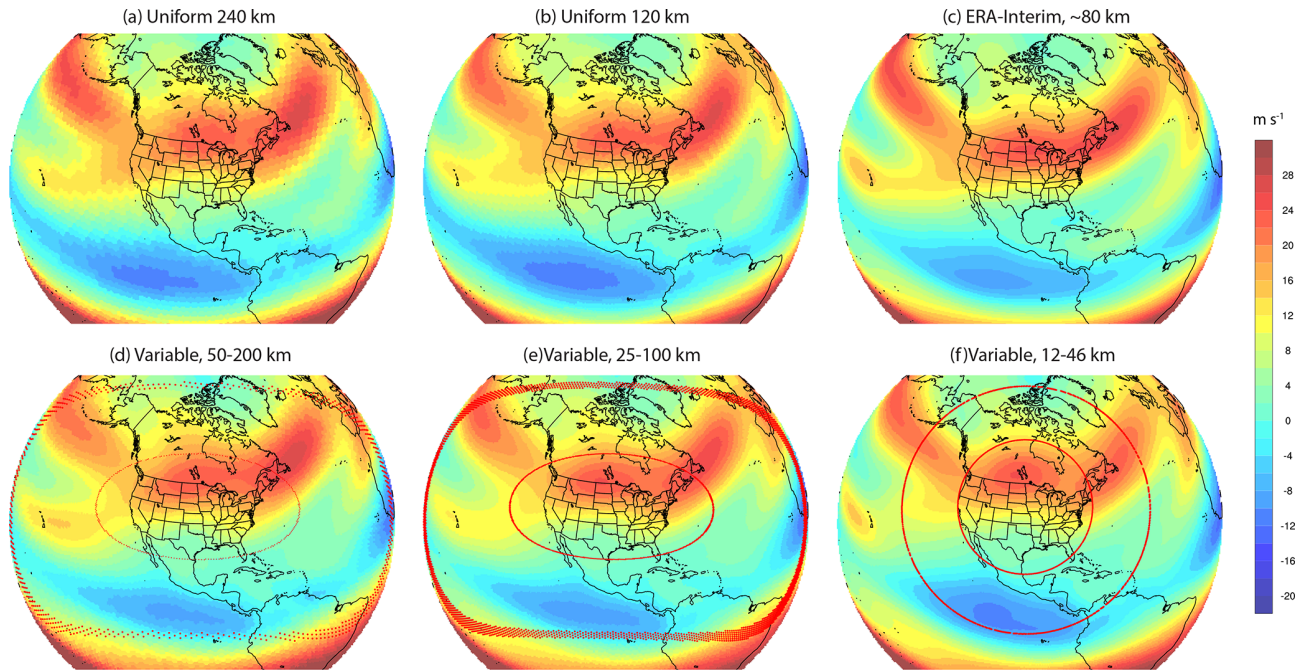 (a) Uniform 240 km
(b) Uniform 120 km
(c) ERA-Interim, ~80 km
m s⁻¹
28
24
20
16
12
8
4
0
-4
-8
-12
-16
-20
(d) Variable, 50-200 km
(e)Variable, 25-100 km
(f)Variable, 12-46 km